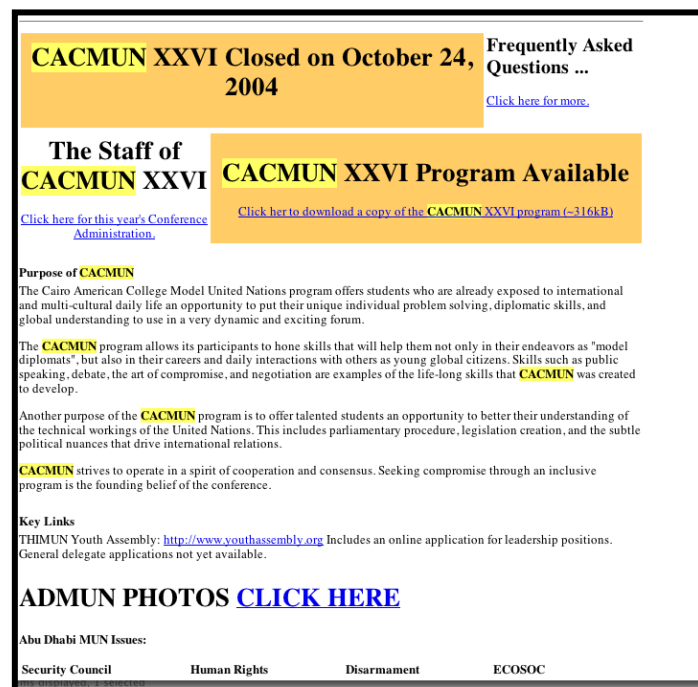 CACMUN XXVI Closed on October 24,
2004
Frequently Asked
Questions ...
Click here for more.
The Staff of
CACMUN XXVI
Click here for this year's Conference
Administration.
CACMUN XXVI Program Available
Click her to download a copy of the CACMUN XXVI program (~316kB)
Purpose of CACMUN
The Cairo American College Model United Nations program offers students who are already exposed to international
and multi-cultural daily life an opportunity to put their unique individual problem solving, diplomatic skills, and
global understanding to use in a very dynamic and exciting forum.
The CACMUN program allows its participants to hone skills that will help them not only in their endeavors as "model
diplomats", but also in their careers and daily interactions with others as young global citizens. Skills such as public
speaking, debate, the art of compromise, and negotiation are examples of the life-long skills that CACMUN was created
to develop.
Another purpose of the CACMUN program is to offer talented students an opportunity to better their understanding of
the technical workings of the United Nations. This includes parliamentary procedure, legislation creation, and the subtle
political nuances that drive international relations.
CACMUN strives to operate in a spirit of cooperation and consensus. Seeking compromise through an inclusive
program is the founding belief of the conference.
Key Links
THIMUN Youth Assembly: http://www.youthassembly.org Includes an online application for leadership positions.
General delegate applications not yet available.
ADMUN PHOTOS CLICK HERE
Abu Dhabi MUN Issues:
Security Council Human Rights Disarmament ECOSOC
displayed, 1 selected